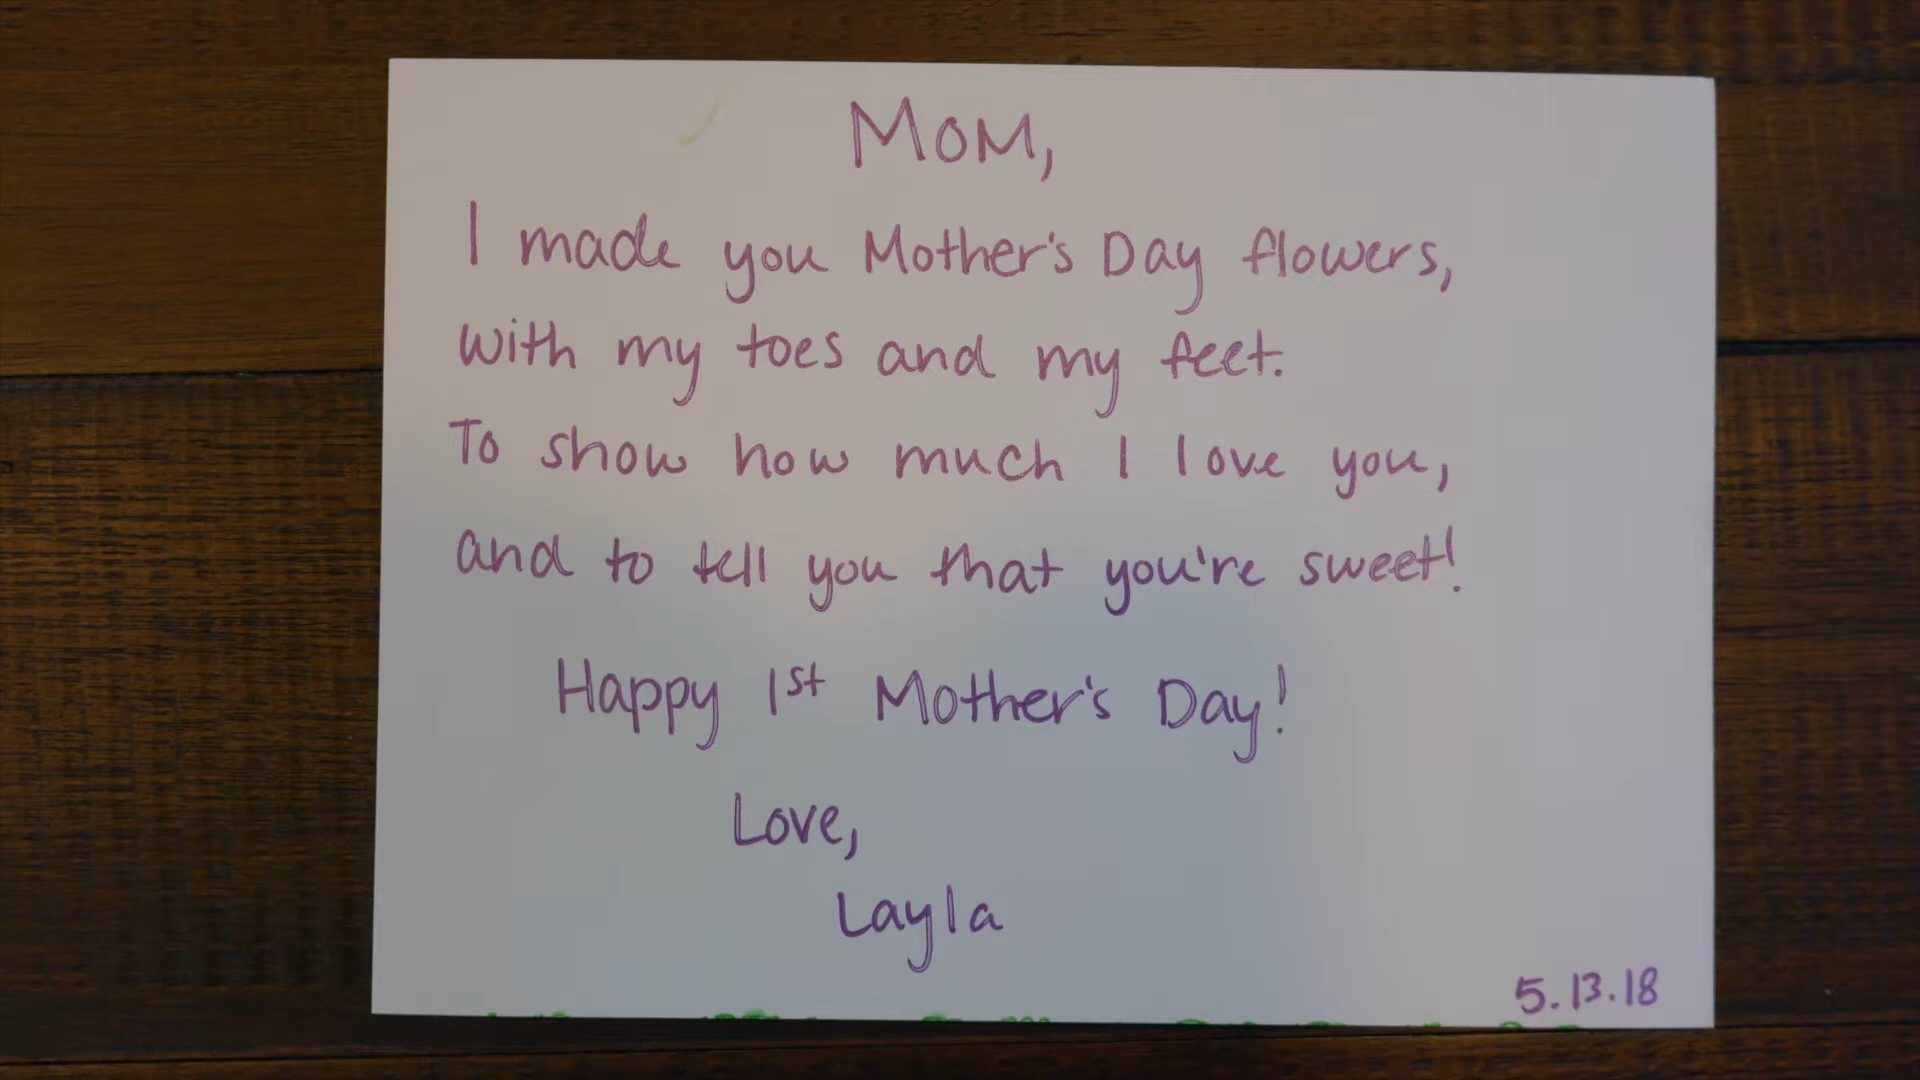 MOM,
I made you Mother's Day flowers,
with my toes and my feet.
To show how much I love you,
and to tell you that you're sweet!
Happy 1st Mother's Day!
Love,
Layla
5.13.18